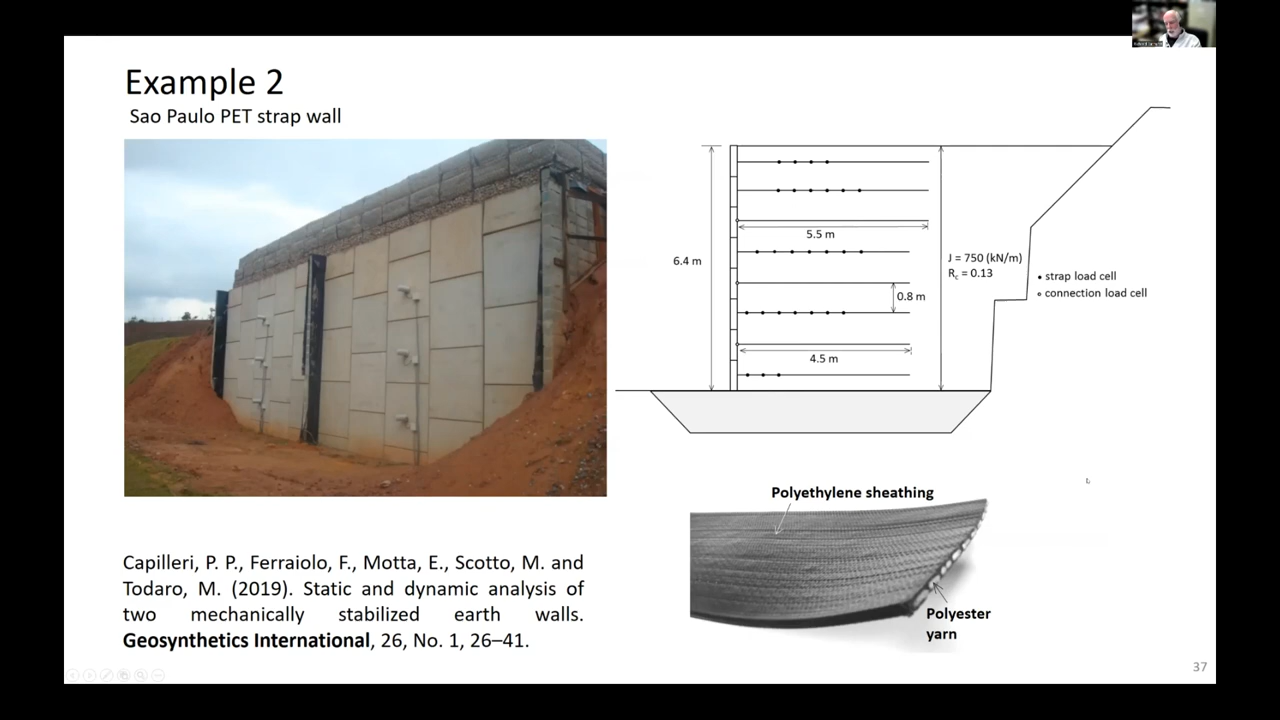 Example 2
Sao Paulo PET strap wall
6.4 m
5.5 m
J = 750 (kN/m)
Rc = 0.13
0.8 m
4.5 m
• strap load cell
∘ connection load cell
Polyethylene sheathing
Polyester
yarn
Capilleri, P. P., Ferraiolo, F., Motta, E., Scotto, M. and
Todaro, M. (2019). Static and dynamic analysis of
two mechanically stabilized earth walls.
Geosynthetics International, 26, No. 1, 26–41.
37